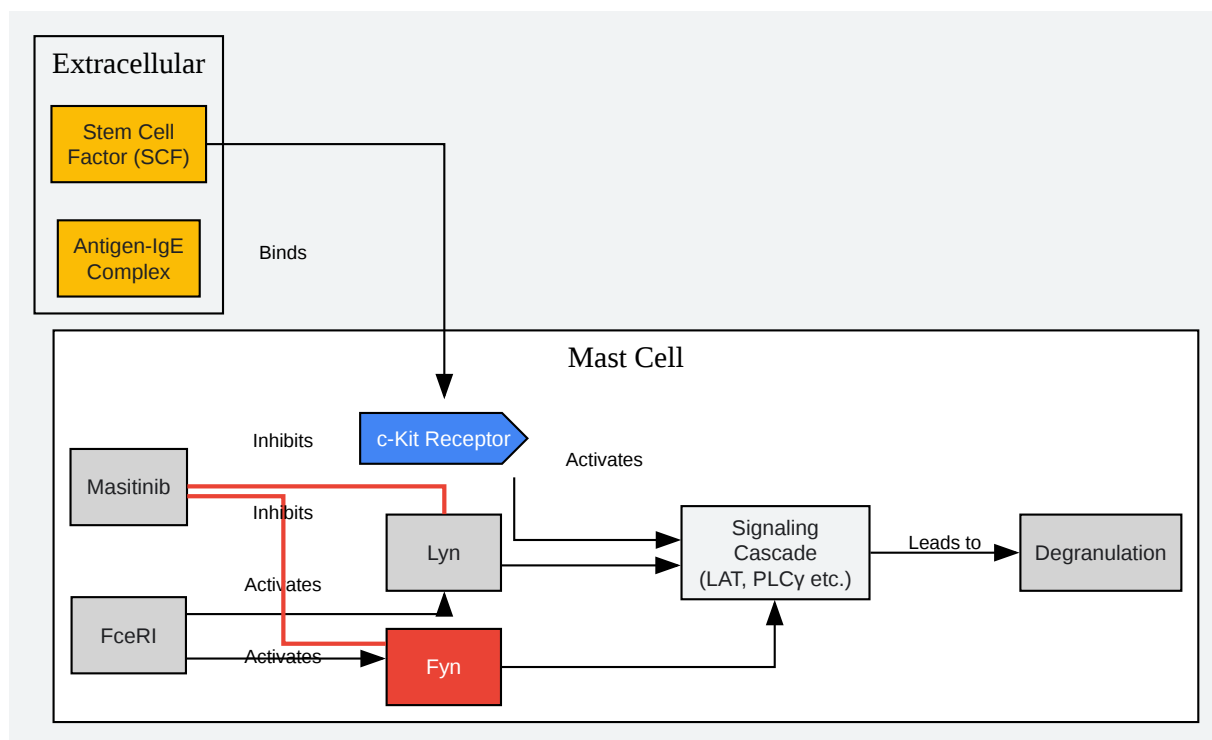 Extracellular
Stem Cell
Factor (SCF)
Antigen-IgE
Complex
Binds
Mast Cell
Inhibits
c-Kit Receptor
Activates
Masitinib
Inhibits
Lyn
Signaling
Cascade
(LAT, PLCγ etc.)
Leads to
Degranulation
Activates
FceRI
Activates
Fyn